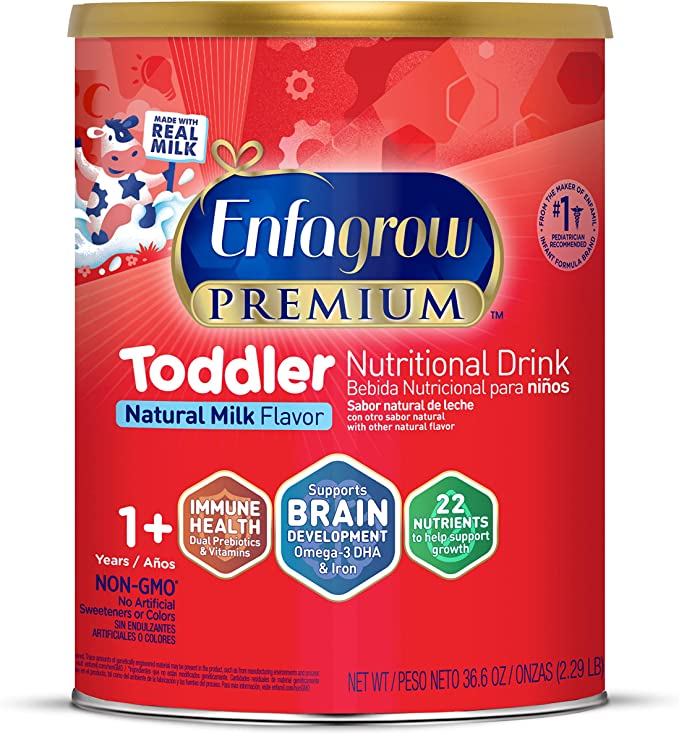 MADE WITH
REAL
MILK
Enfagrow
PREMIUM™
FROM THE MAKER OF ENFAMIL
#1
PEDIATRICIAN
RECOMMENDED
INFANT FORMULA BRAND
Toddler
Natural Milk Flavor
Nutritional Drink
Bebida Nutricional para niños
Sabor natural de leche
con otro sabor natural
with other natural flavor
1+
Years / Años
IMMUNE
HEALTH
Dual Prebiotics
& Vitamins
Supports
BRAIN
DEVELOPMENT
Omega-3 DHA
& Iron
22
NUTRIENTS
to help support
growth
NON-GMO*
No Artificial
Sweeteners or Colors
SIN ENDULZANTES
ARTIFICIALES O COLORES
NET WT/PESO NETO 36.6 OZ/ONZAS (2.29 LB)